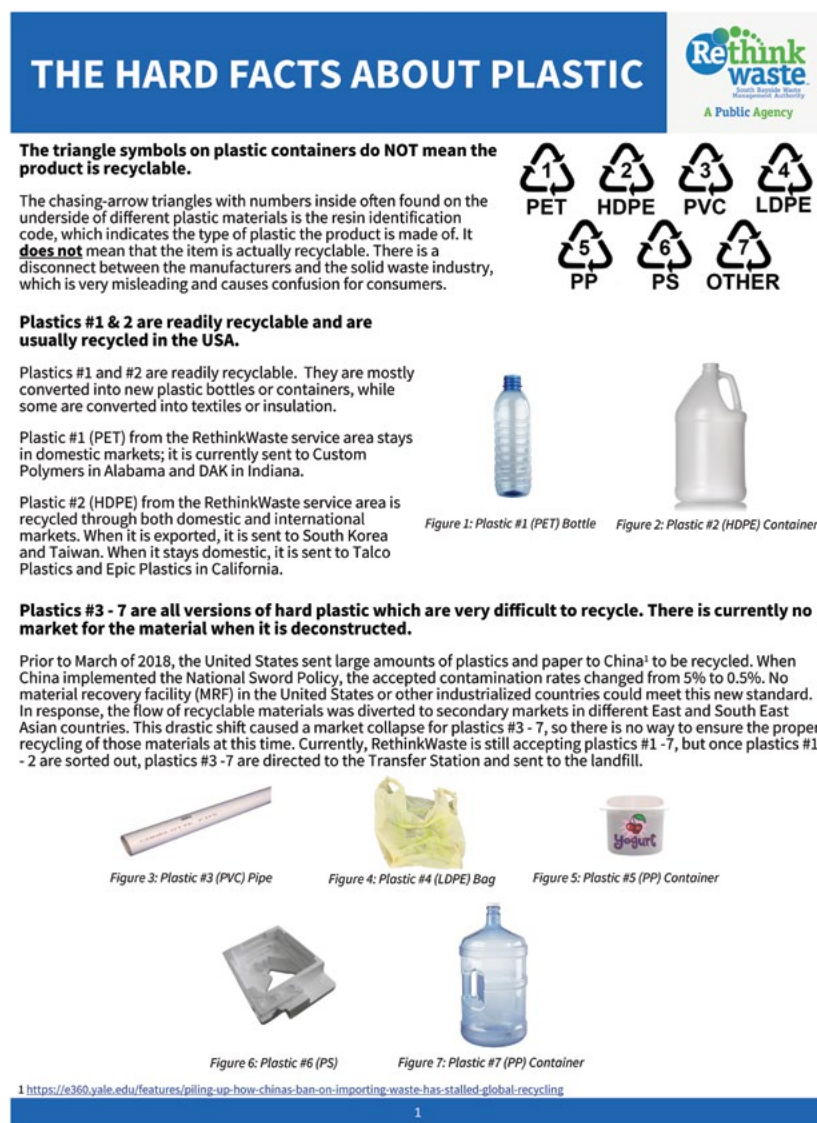 THE HARD FACTS ABOUT PLASTIC
Rethink
waste
South Bayside Waste
Management Authority
A Public Agency
The triangle symbols on plastic containers do NOT mean the
product is recyclable.
The chasing-arrow triangles with numbers inside often found on the
underside of different plastic materials is the resin identification
code, which indicates the type of plastic the product is made of. It
does not mean that the item is actually recyclable. There is a
disconnect between the manufacturers and the solid waste industry,
which is very misleading and causes confusion for consumers.
1 2 3 4
PET HDPE PVC LDPE
5 6 7
PP PS OTHER
Plastics #1 & 2 are readily recyclable and are
usually recycled in the USA.
Plastics #1 and #2 are readily recyclable. They are mostly
converted into new plastic bottles or containers, while
some are converted into textiles or insulation.
Plastic #1 (PET) from the RethinkWaste service area stays
in domestic markets; it is currently sent to Custom
Polymers in Alabama and DAK in Indiana.
Plastic #2 (HDPE) from the RethinkWaste service area is
recycled through both domestic and international
markets. When it is exported, it is sent to South Korea
and Taiwan. When it stays domestic, it is sent to Talco
Plastics and Epic Plastics in California.
Figure 1: Plastic #1 (PET) Bottle
Figure 2: Plastic #2 (HDPE) Container
Plastics #3 - 7 are all versions of hard plastic which are very difficult to recycle. There is currently no
market for the material when it is deconstructed.
Prior to March of 2018, the United States sent large amounts of plastics and paper to China¹ to be recycled. When
China implemented the National Sword Policy, the accepted contamination rates changed from 5% to 0.5%. No
material recovery facility (MRF) in the United States or other industrialized countries could meet this new standard.
In response, the flow of recyclable materials was diverted to secondary markets in different East and South East
Asian countries. This drastic shift caused a market collapse for plastics #3 - 7, so there is no way to ensure the proper
recycling of those materials at this time. Currently, RethinkWaste is still accepting plastics #1 -7, but once plastics #1
- 2 are sorted out, plastics #3 -7 are directed to the Transfer Station and sent to the landfill.
Yogurt
Figure 3: Plastic #3 (PVC) Pipe
Figure 4: Plastic #4 (LDPE) Bag
Figure 5: Plastic #5 (PP) Container
Figure 6: Plastic #6 (PS)
Figure 7: Plastic #7 (PP) Container
1 https://e360.yale.edu/features/piling-up-how-chinas-ban-on-importing-waste-has-stalled-global-recycling
1